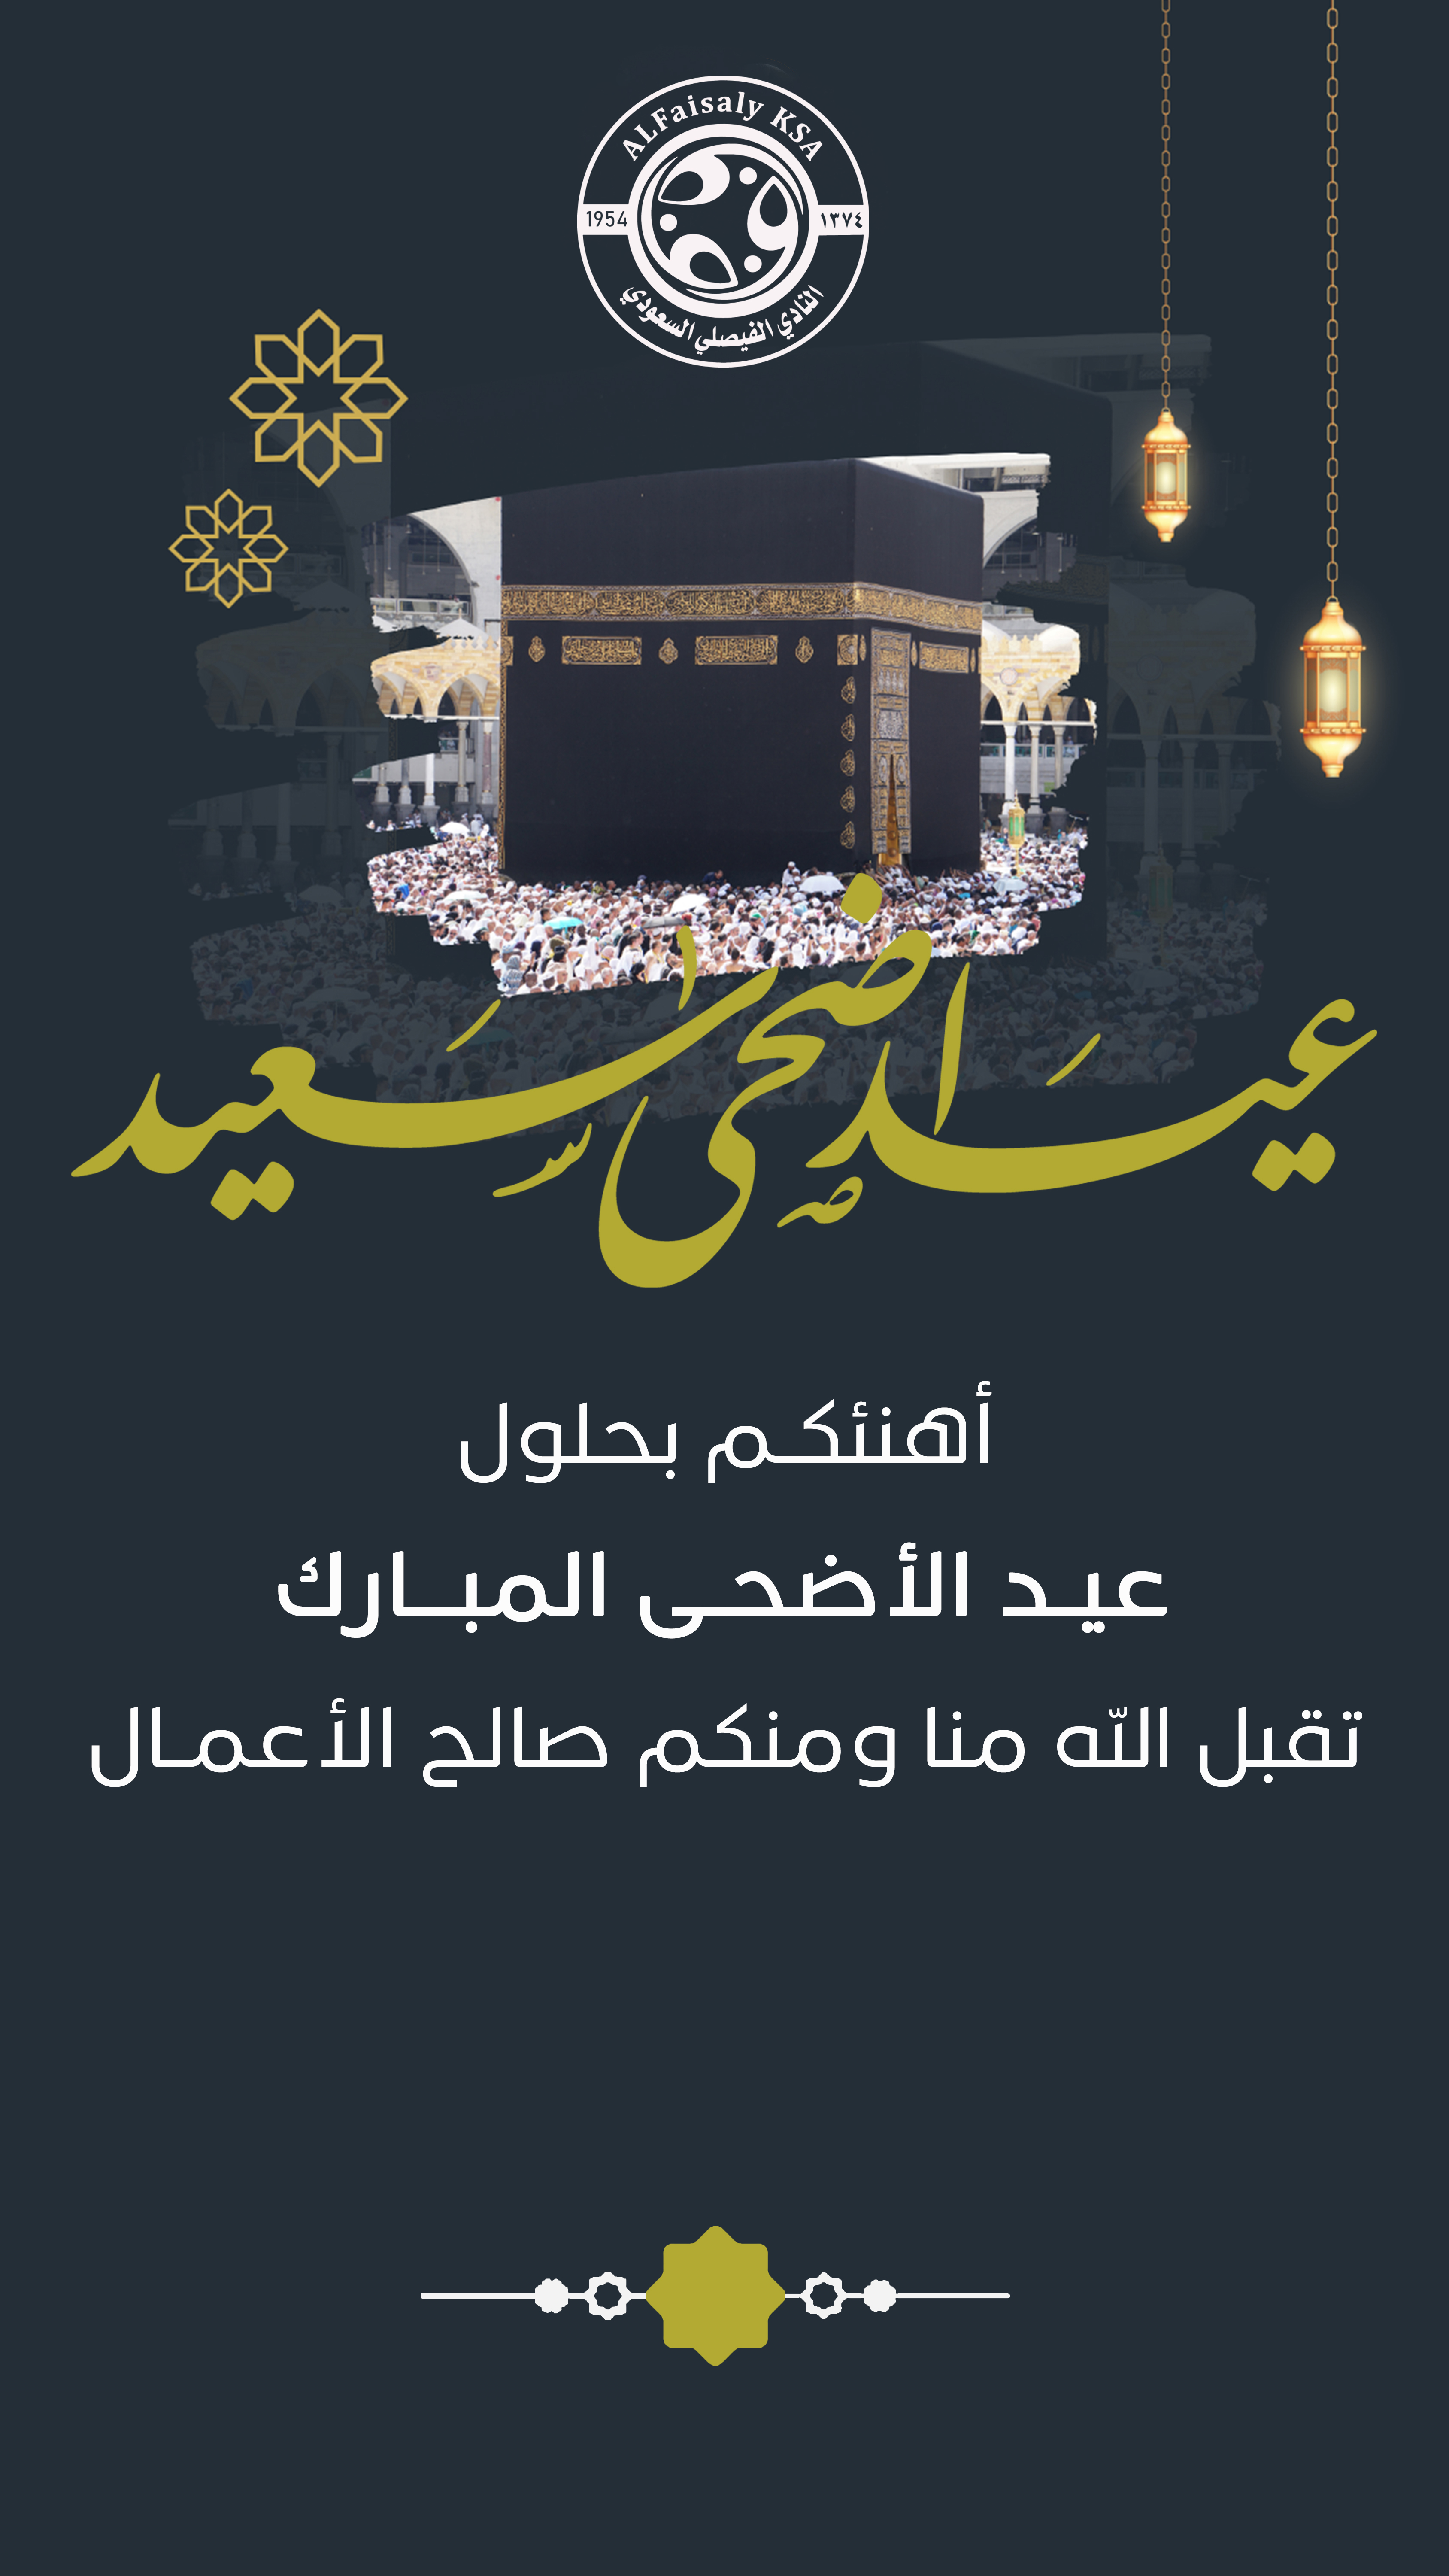 ALFaisaly KSA
1954
١٣٧٤
النادي الفيصلي السعودي
عيد اضحى سعيد
أهنئكم بحلول
عيد الأضحى المبارك
تقبل الله منا ومنكم صالح الأعمال